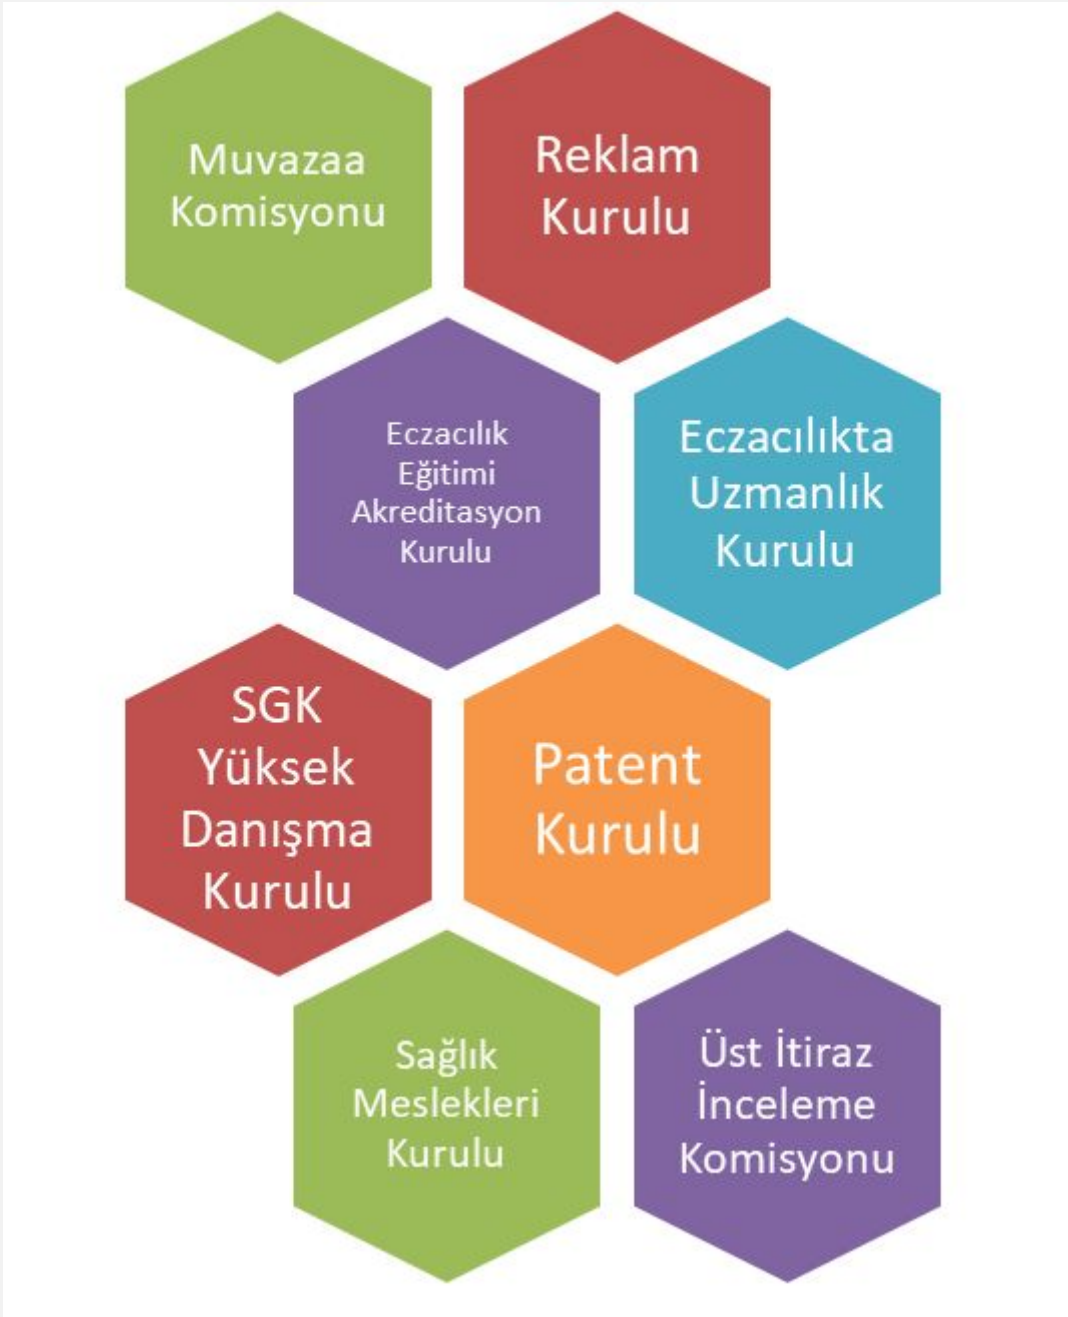 Muvazaa
Komisyonu
Reklam
Kurulu
Eczacılık
Eğitimi
Akreditasyon
Kurulu
Eczacılıkta
Uzmanlık
Kurulu
SGK
Yüksek
Danışma
Kurulu
Patent
Kurulu
Sağlık
Meslekleri
Kurulu
Üst İtiraz
İnceleme
Komisyonu